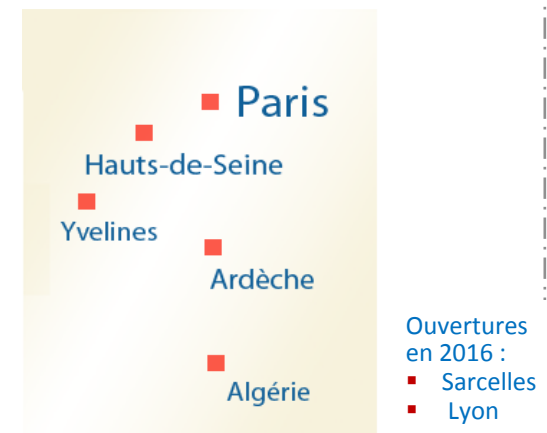 Paris
Hauts-de-Seine
Yvelines
Ardèche
Algérie
Ouvertures
en 2016 :
Sarcelles
Lyon